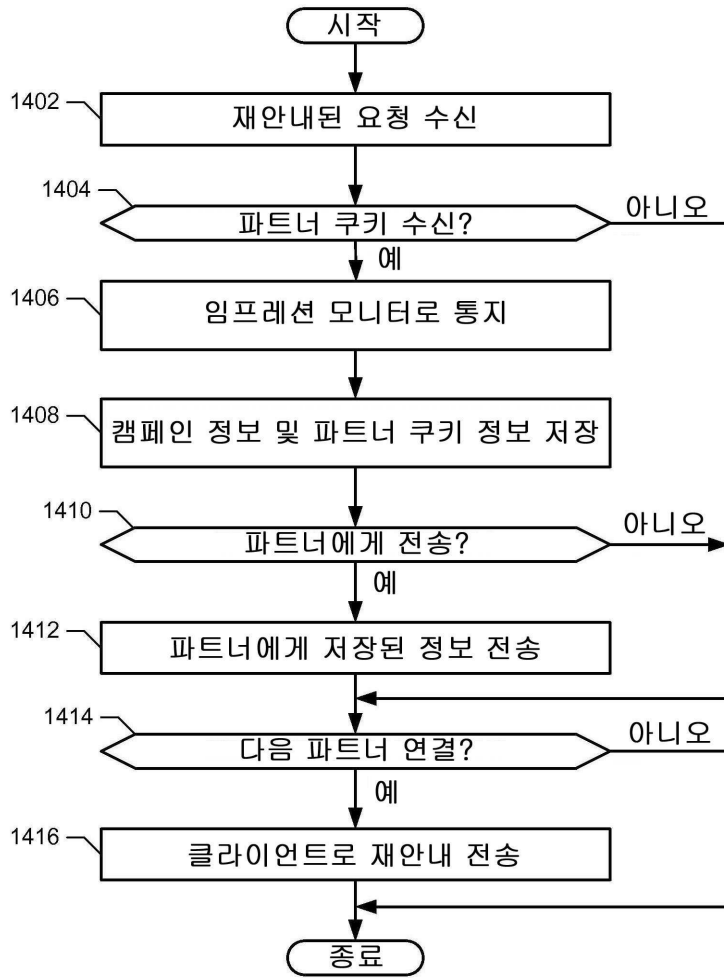 시작
1402
재안내된 요청 수신
1404
파트너 쿠키 수신?
아니오
예
1406
임프레션 모니터로 통지
1408
캠페인 정보 및 파트너 쿠키 정보 저장
1410
파트너에게 전송?
아니오
예
1412
파트너에게 저장된 정보 전송
1414
다음 파트너 연결?
아니오
예
1416
클라이언트로 재안내 전송
종료